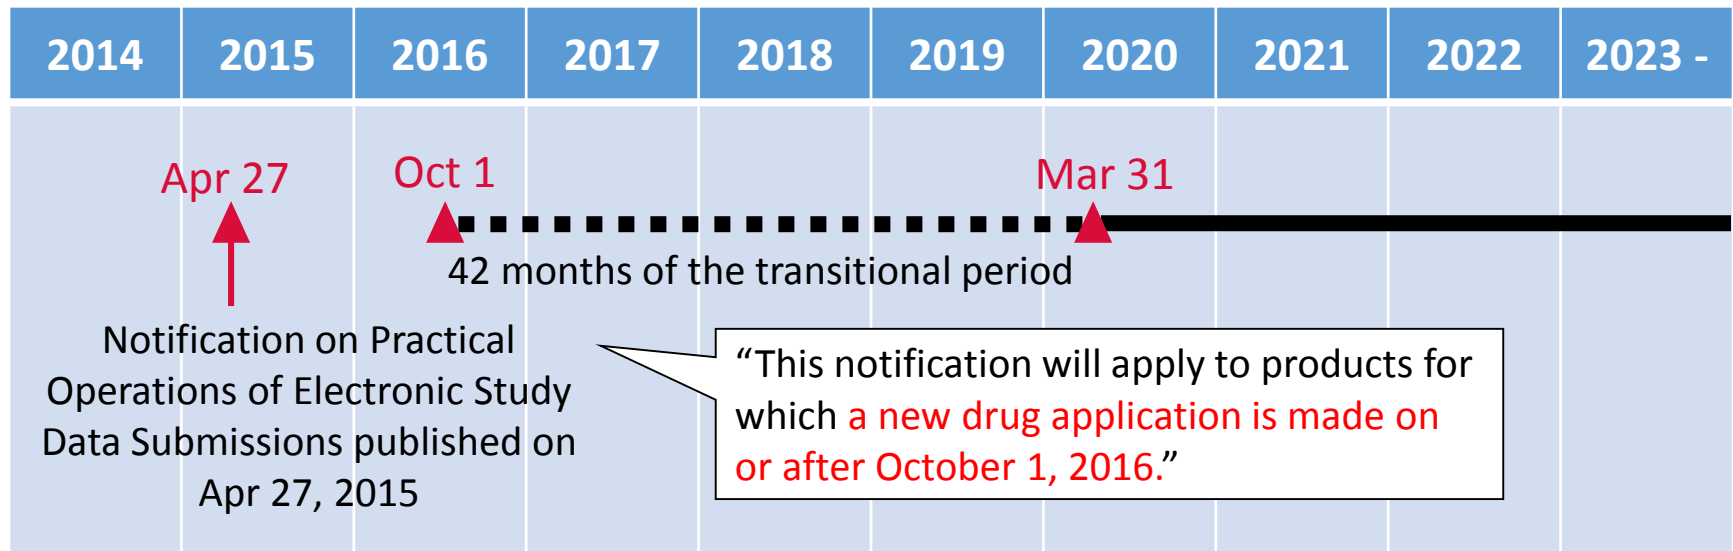 2014 2015 2016 2017 2018 2019 2020 2021 2022 2023 -
Apr 27
Oct 1
Mar 31
42 months of the transitional period
Notification on Practical
Operations of Electronic Study
Data Submissions published on
Apr 27, 2015
“This notification will apply to products for
which a new drug application is made on
or after October 1, 2016.”